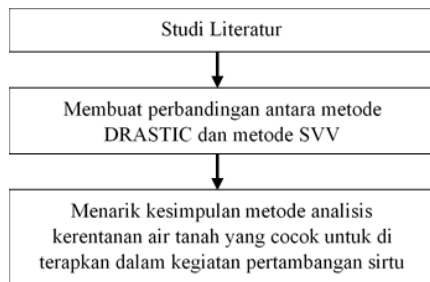 Studi Literatur
Membuat perbandingan antara metode
DRASTIC dan metode SVV
Menarik kesimpulan metode analisis
kerentanan air tanah yang cocok untuk di
terapkan dalam kegiatan pertambangan sirtu